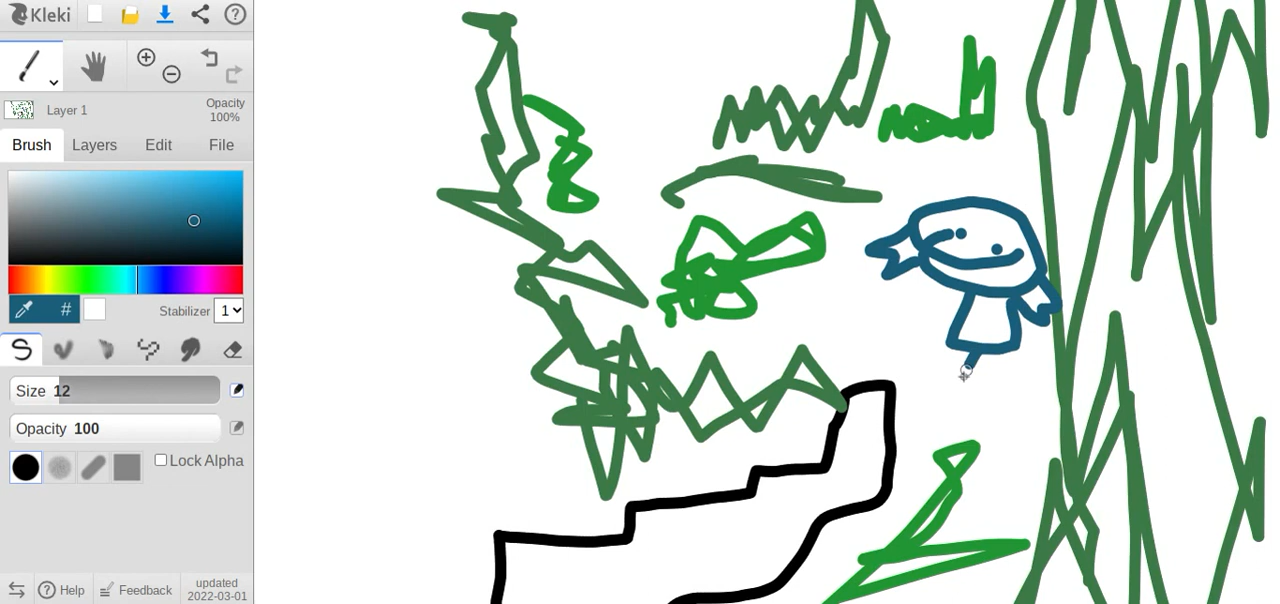 Kleki
Layer 1
Opacity
100%
Brush
Layers
Edit
File
#
Stabilizer
1
Size 12
Opacity 100
Lock Alpha
Help
Feedback
updated
2022-03-01